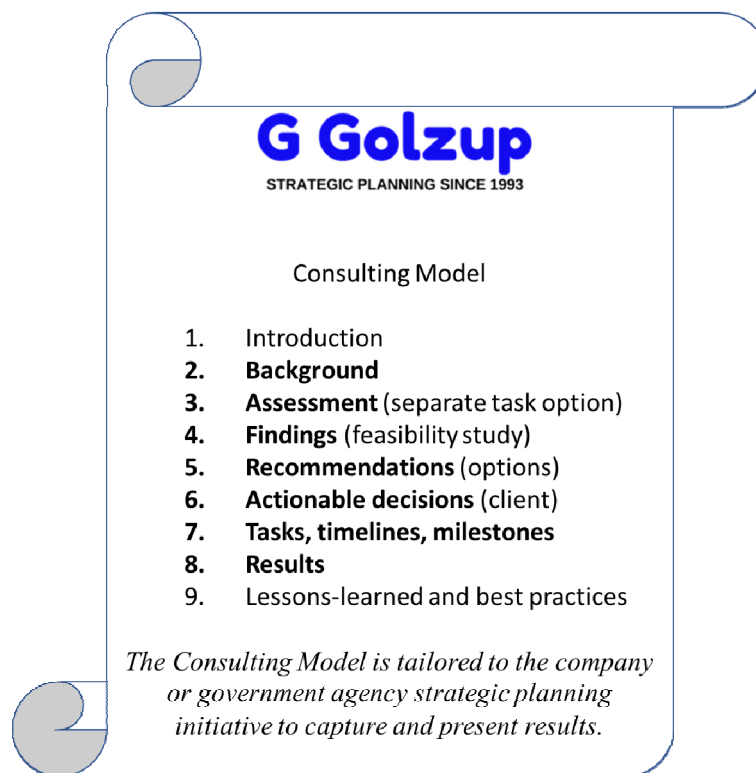 G Golzup
STRATEGIC PLANNING SINCE 1993
Consulting Model
1. Introduction
2. Background
3. Assessment (separate task option)
4. Findings (feasibility study)
5. Recommendations (options)
6. Actionable decisions (client)
7. Tasks, timelines, milestones
8. Results
9. Lessons-learned and best practices
The Consulting Model is tailored to the company
or government agency strategic planning
initiative to capture and present results.